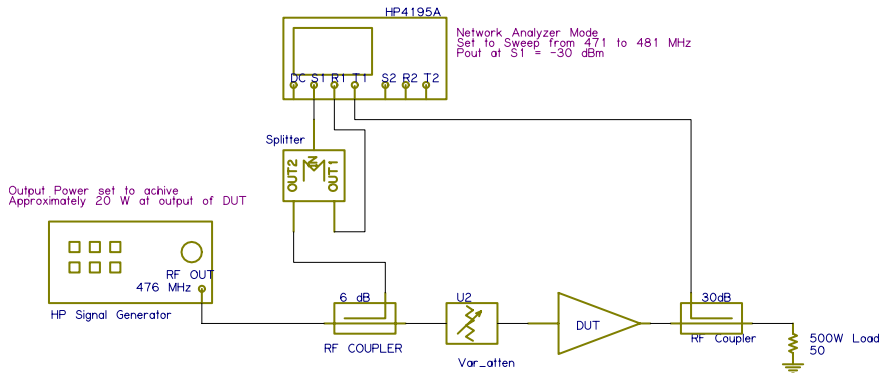 HP4195A
Network Analyzer Mode
Set to Sweep from 471 to 481 MHz
Pout at S1 = -30 dBm
DC S1 R1 T1 S2 R2 T2
Splitter
IN
OUT2
OUT1
Output Power set to achive
Approximately 20 W at output of DUT
RF OUT
476 MHz
HP Signal Generator
6 dB
RF COUPLER
U2
Var_atten
DUT
30dB
RF Coupler
500W Load
50